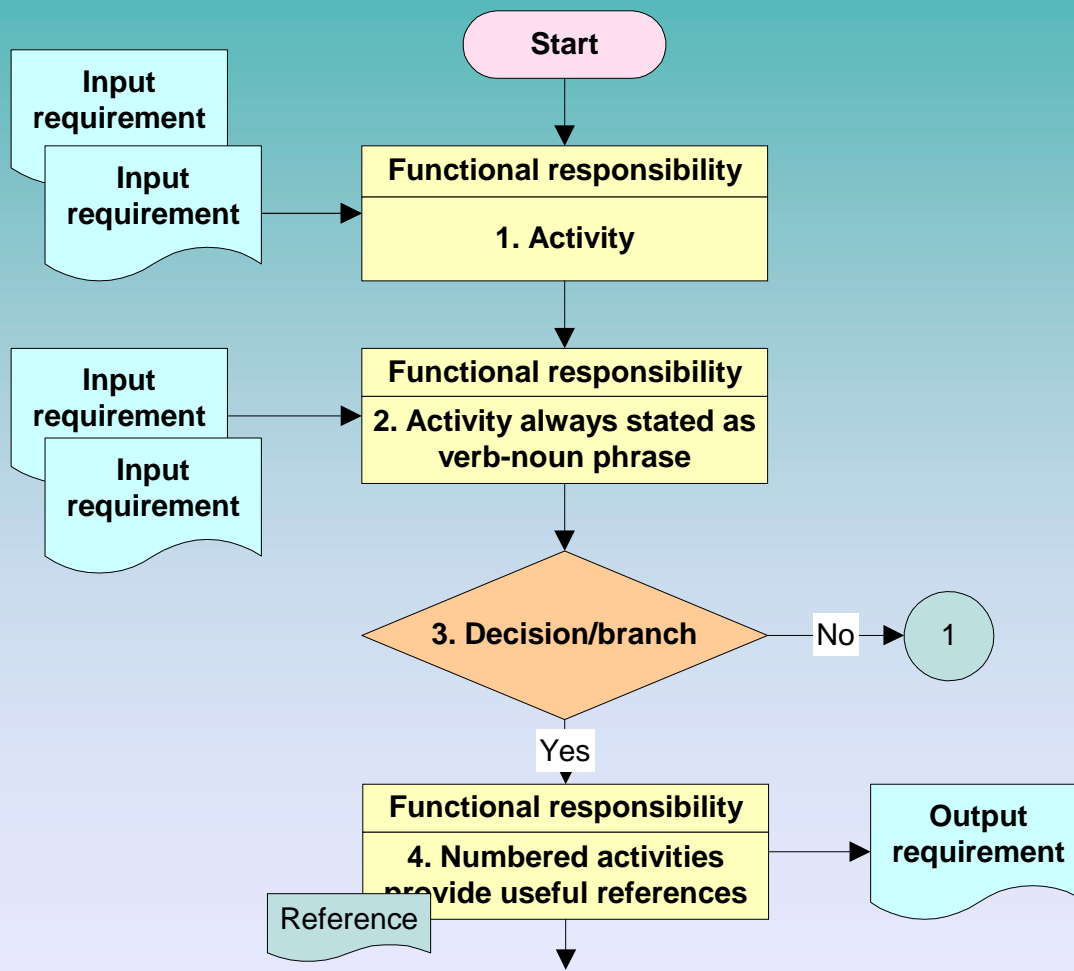 Start
Input
requirement
Input
requirement
Functional responsibility
1. Activity
Input
requirement
Input
requirement
Functional responsibility
2. Activity always stated as
verb-noun phrase
3. Decision/branch
No
1
Yes
Functional responsibility
4. Numbered activities
provide useful references
Reference
Output
requirement